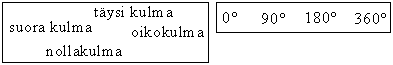 täysi kulma
suora kulma
oikokulma
nollakulma
0° 90° 180° 360°